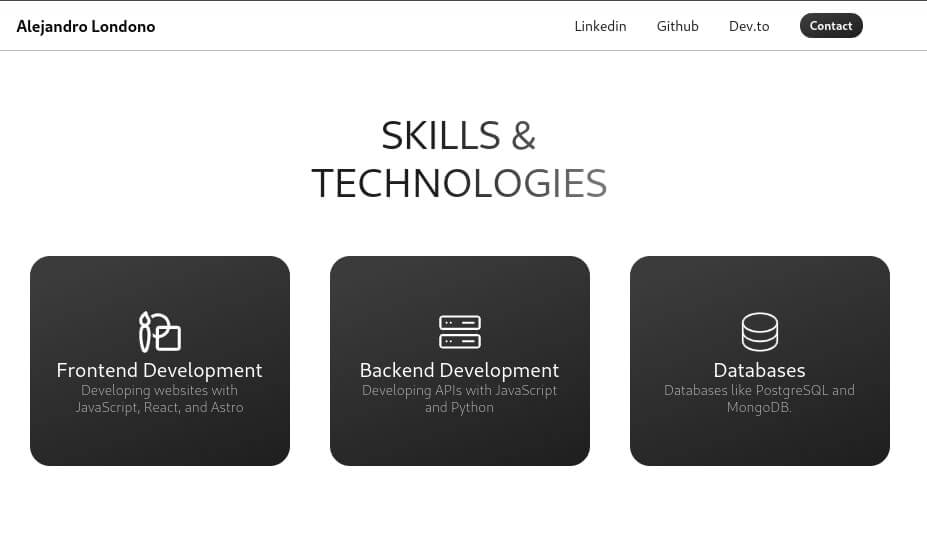 Alejandro Londono
Linkedin
Github
Dev.to
Contact
SKILLS &
TECHNOLOGIES
Frontend Development
Developing websites with
JavaScript, React, and Astro
Backend Development
Developing APIs with JavaScript
and Python
Databases
Databases like PostgreSQL and
MongoDB.